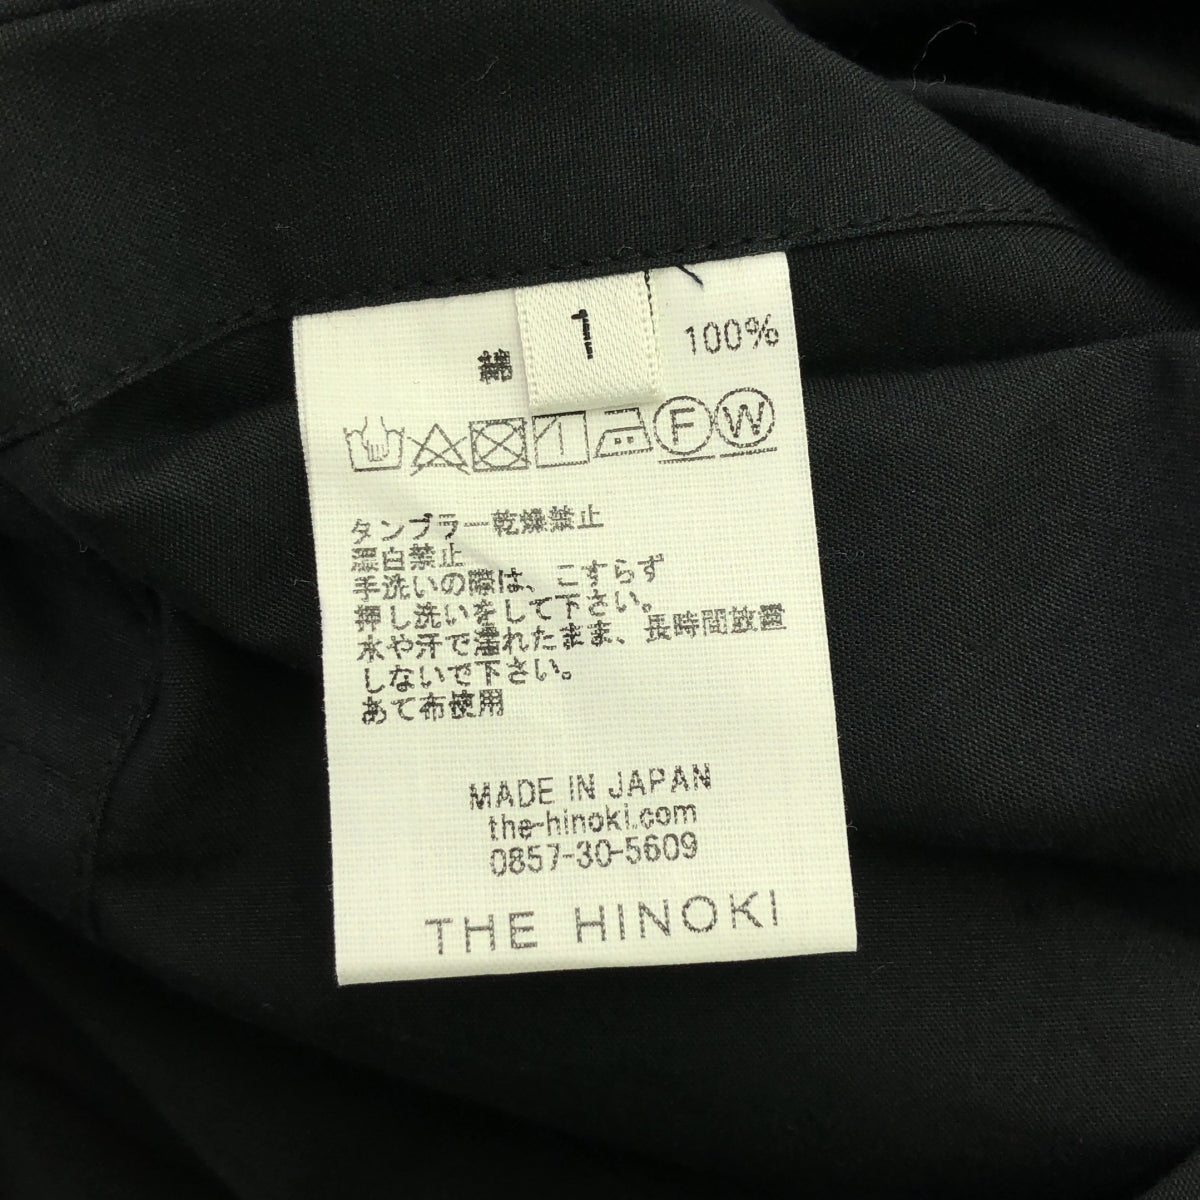 綿 1 100%
F W
タンブラー乾燥禁止
漂白禁止
手洗いの際は、こすらず
押し洗いをして下さい。
水や汗で濡れたまま、長時間放置
しないで下さい。
あて布使用
MADE IN JAPAN
the-hinoki.com
0857-30-5609
THE HINOKI